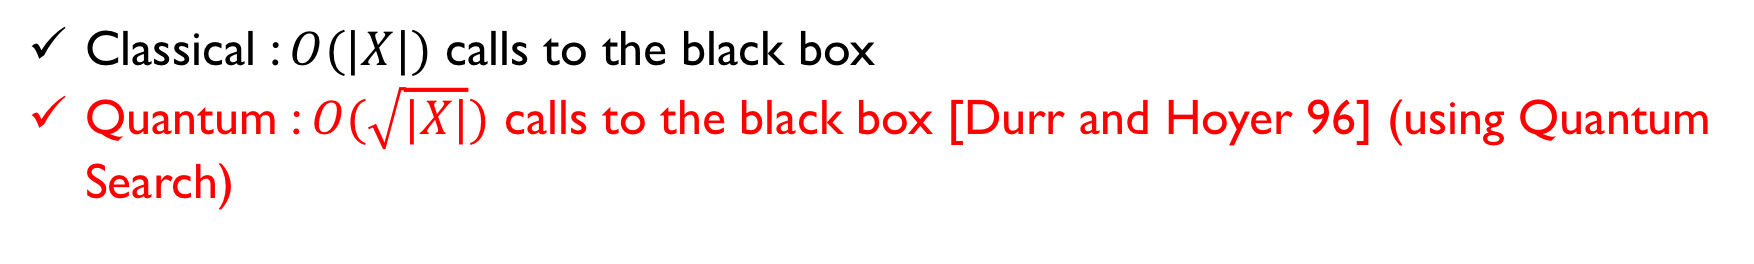 ✓ Classical : O(|X|) calls to the black box
✓ Quantum : O(√|X|) calls to the black box [Durr and Hoyer 96] (using Quantum
Search)